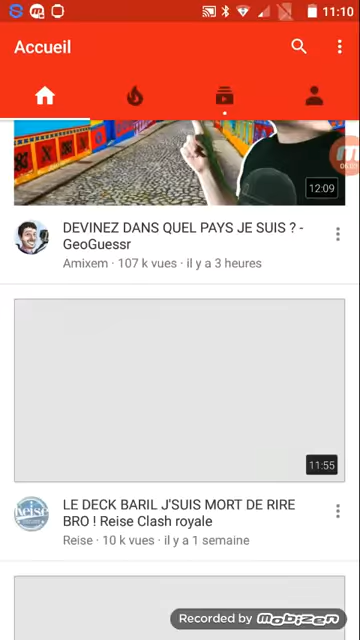 11:10
Accueil
12:09
DEVINEZ DANS QUEL PAYS JE SUIS ? -
GeoGuessr
Amixem · 107 k vues · il y a 3 heures
11:55
Reise
LE DECK BARIL J'SUIS MORT DE RIRE
BRO ! Reise Clash royale
Reise · 10 k vues · il y a 1 semaine
Recorded by mobizen